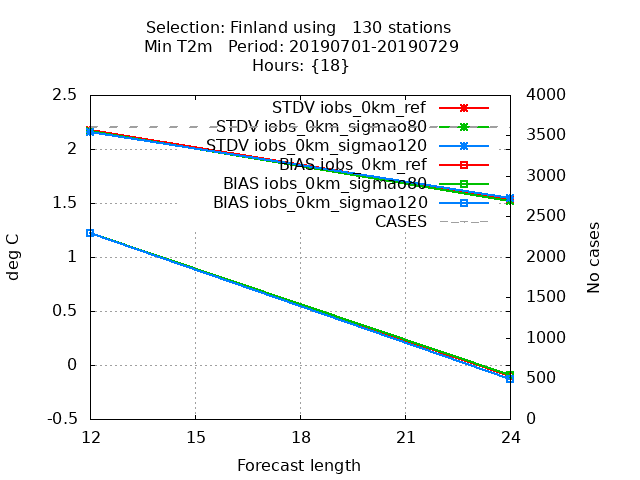 Selection: Finland using   130 stations
Min T2m   Period: 20190701-20190729
Hours: {18}
2.5
2
1.5
1
0.5
0
-0.5
deg C
STDV iobs_0km_ref
STDV iobs_0km_sigmao80
STDV iobs_0km_sigmao120
BIAS iobs_0km_ref
BIAS iobs_0km_sigmao80
BIAS iobs_0km_sigmao120
CASES
4000
3500
3000
2500
2000
1500
1000
500
0
No cases
12 15 18 21 24
Forecast length